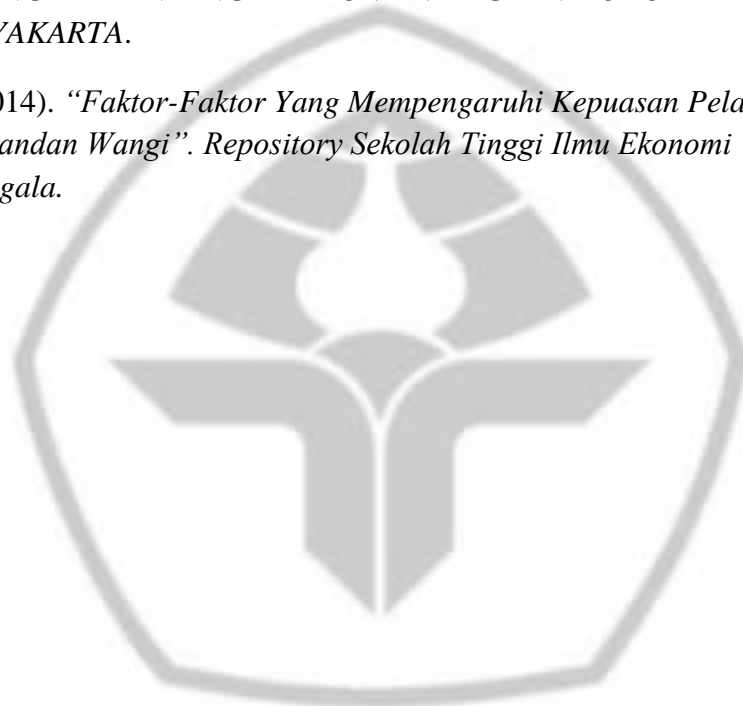 YAKARTA.
014). “Faktor-Faktor Yang Mempengaruhi Kepuasan Pela
andan Wangi”. Repository Sekolah Tinggi Ilmu Ekonomi
gala.